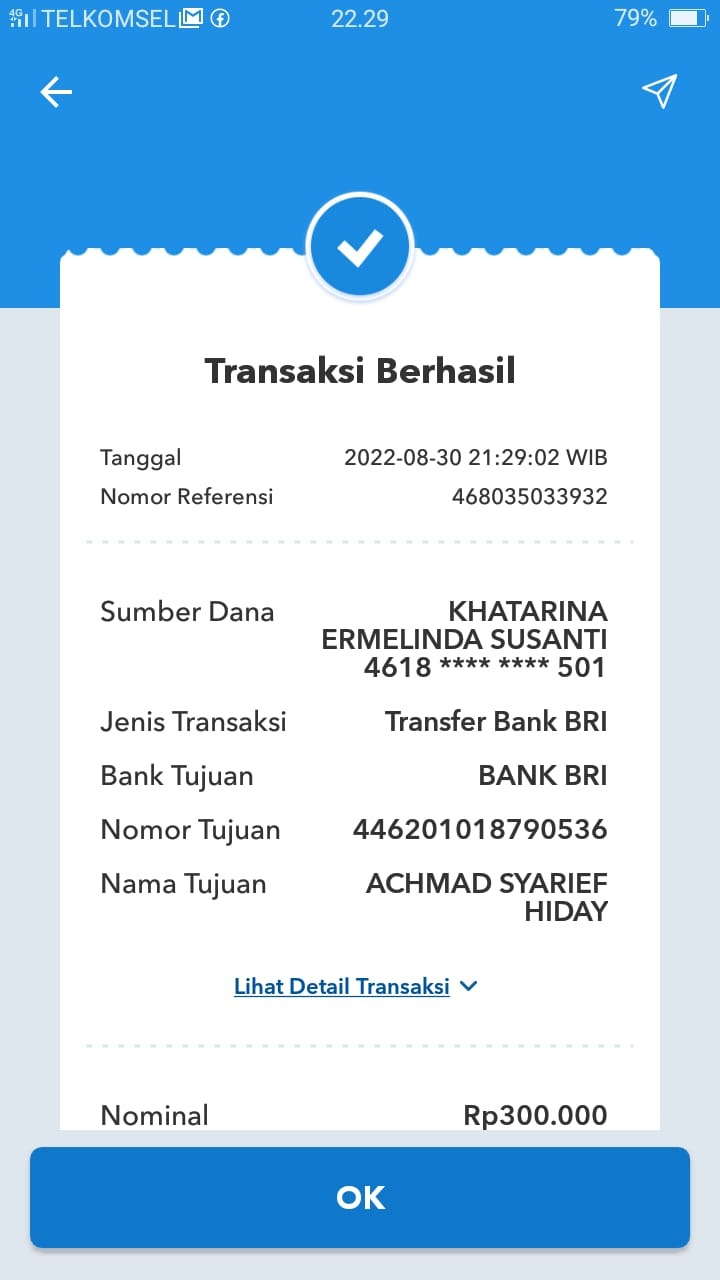 4G TELKOMSEL 22.29 79%
Transaksi Berhasil
Tanggal 2022-08-30 21:29:02 WIB
Nomor Referensi 468035033932
Sumber Dana KHATARINA
ERMELINDA SUSANTI
4618 **** **** 501
Jenis Transaksi Transfer Bank BRI
Bank Tujuan BANK BRI
Nomor Tujuan 446201018790536
Nama Tujuan ACHMAD SYARIEF
HIDAY
Lihat Detail Transaksi
Nominal Rp300.000
OK